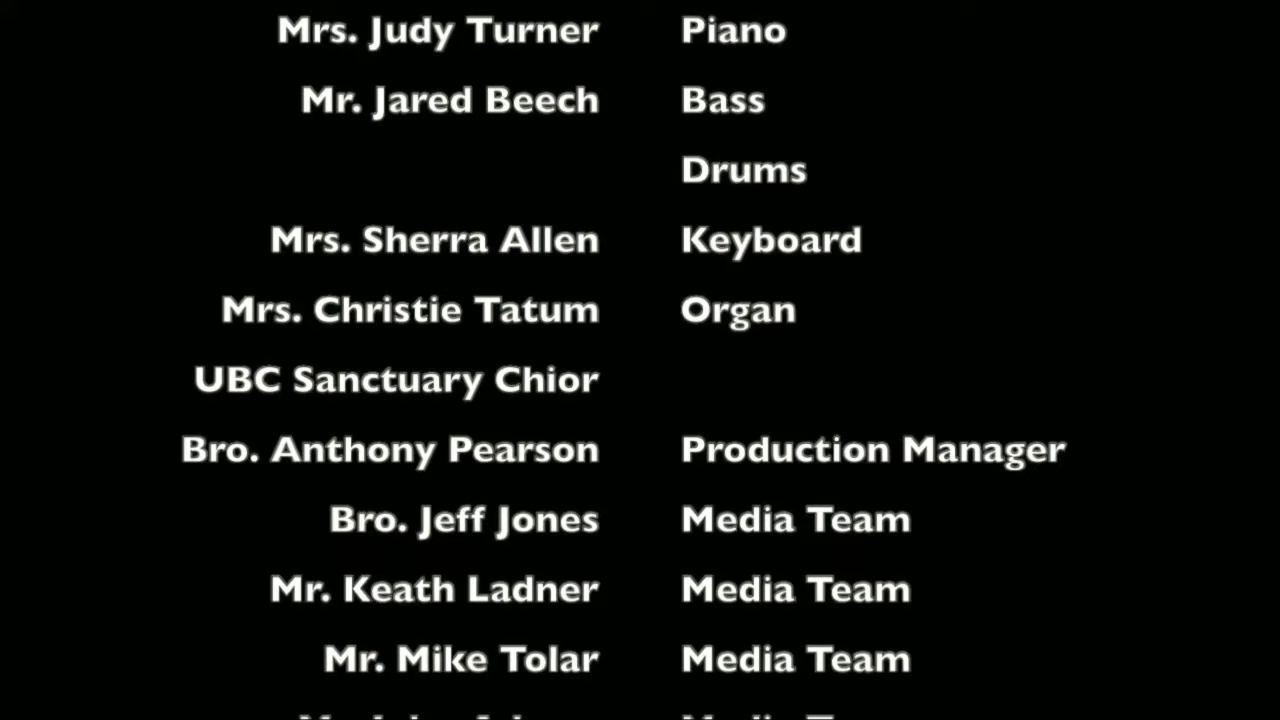 Mrs. Judy Turner Piano
Mr. Jared Beech Bass
Drums
Mrs. Sherra Allen Keyboard
Mrs. Christie Tatum Organ
UBC Sanctuary Chior
Bro. Anthony Pearson Production Manager
Bro. Jeff Jones Media Team
Mr. Keath Ladner Media Team
Mr. Mike Tolar Media Team